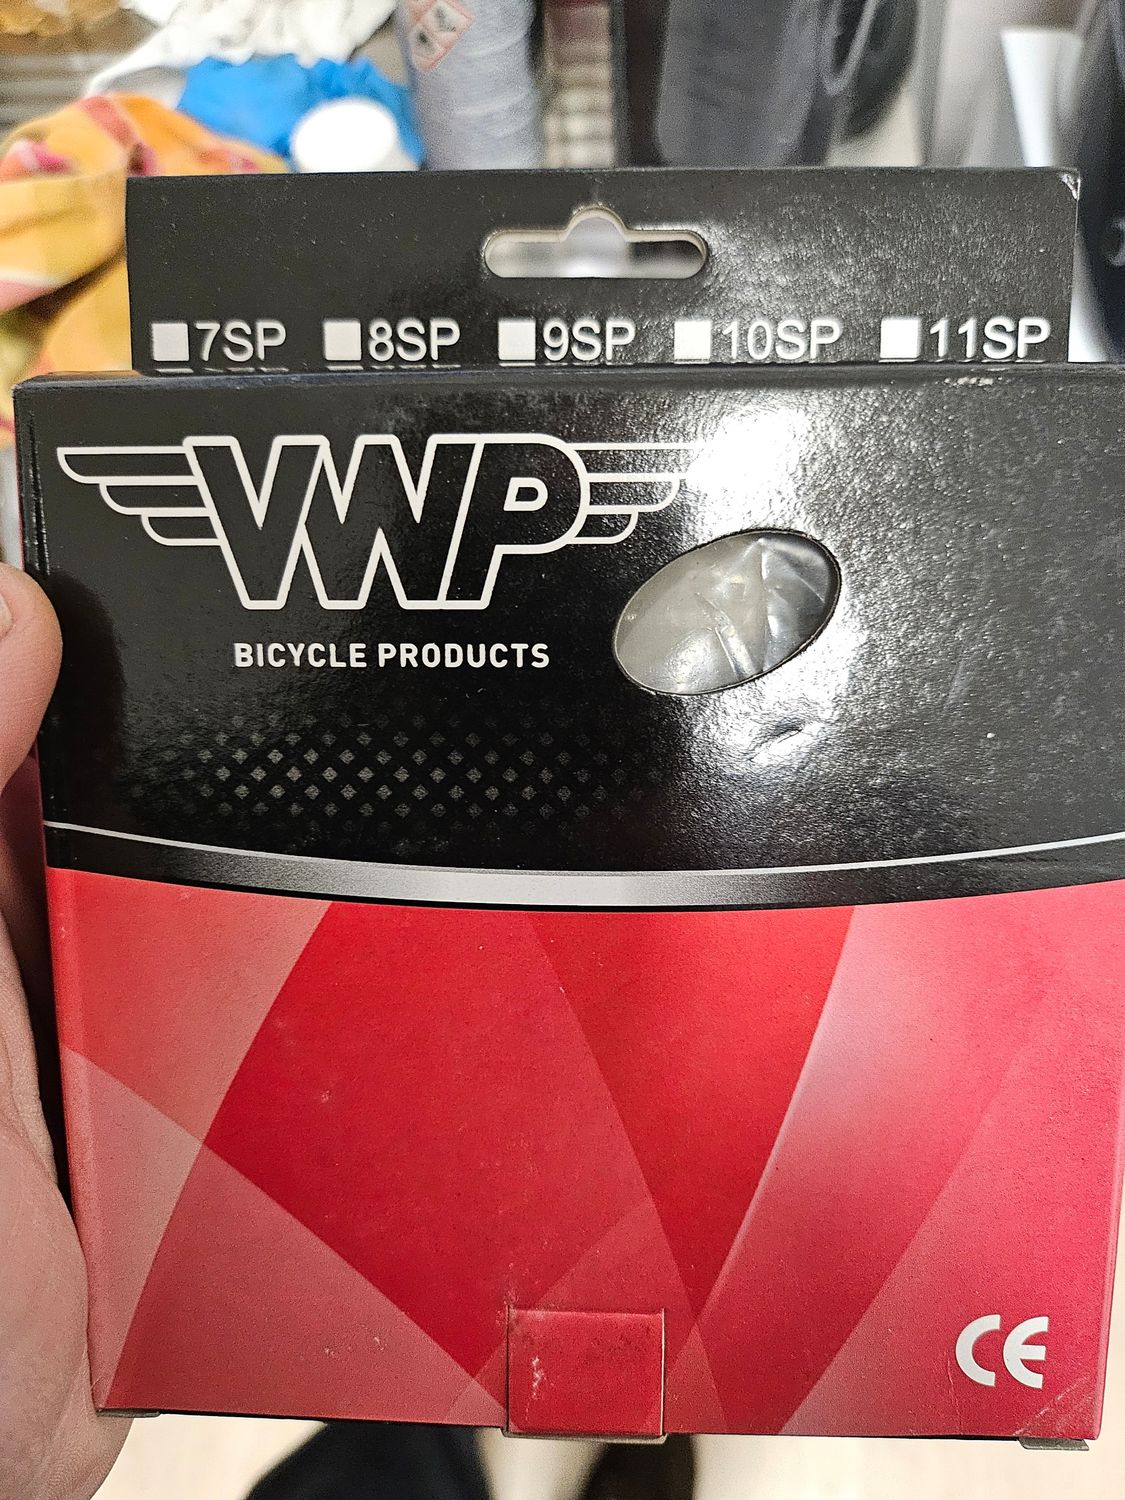 7SP 8SP 9SP 10SP 11SP
VWP
BICYCLE PRODUCTS
CE